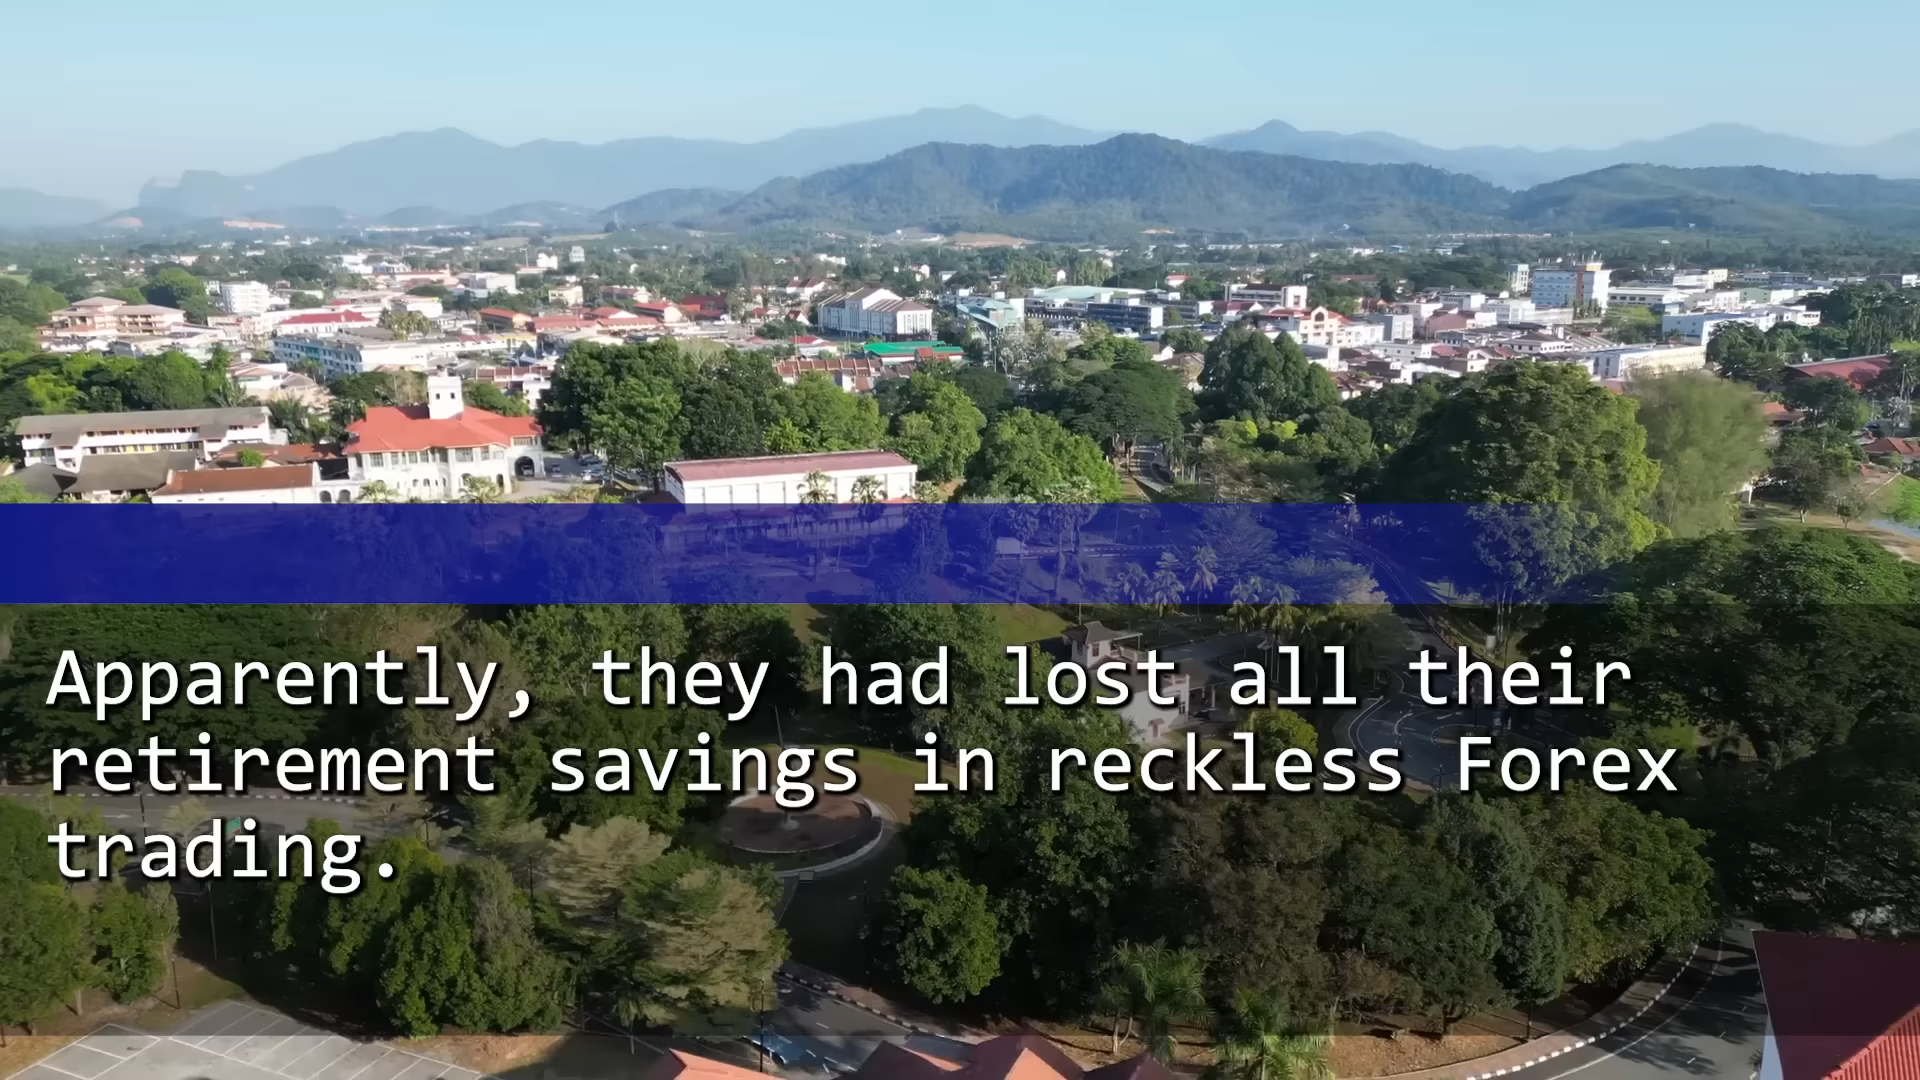 Apparently, they had lost all their
retirement savings in reckless Forex
trading.